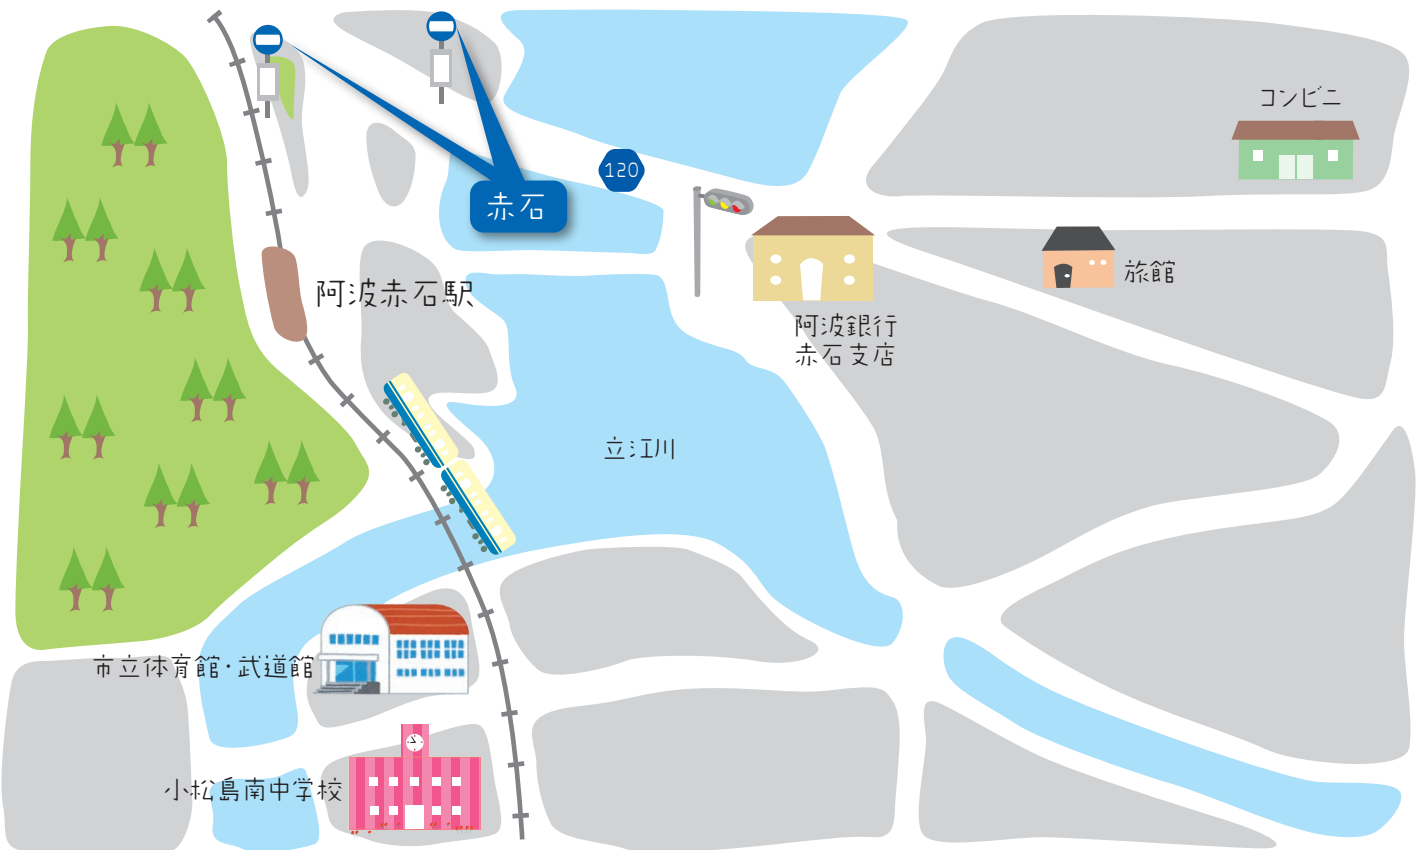 コンビニ
120
赤石
旅館
阿波赤石駅
阿波銀行
赤石支店
立江川
市立体育館・武道館
小松島南中学校